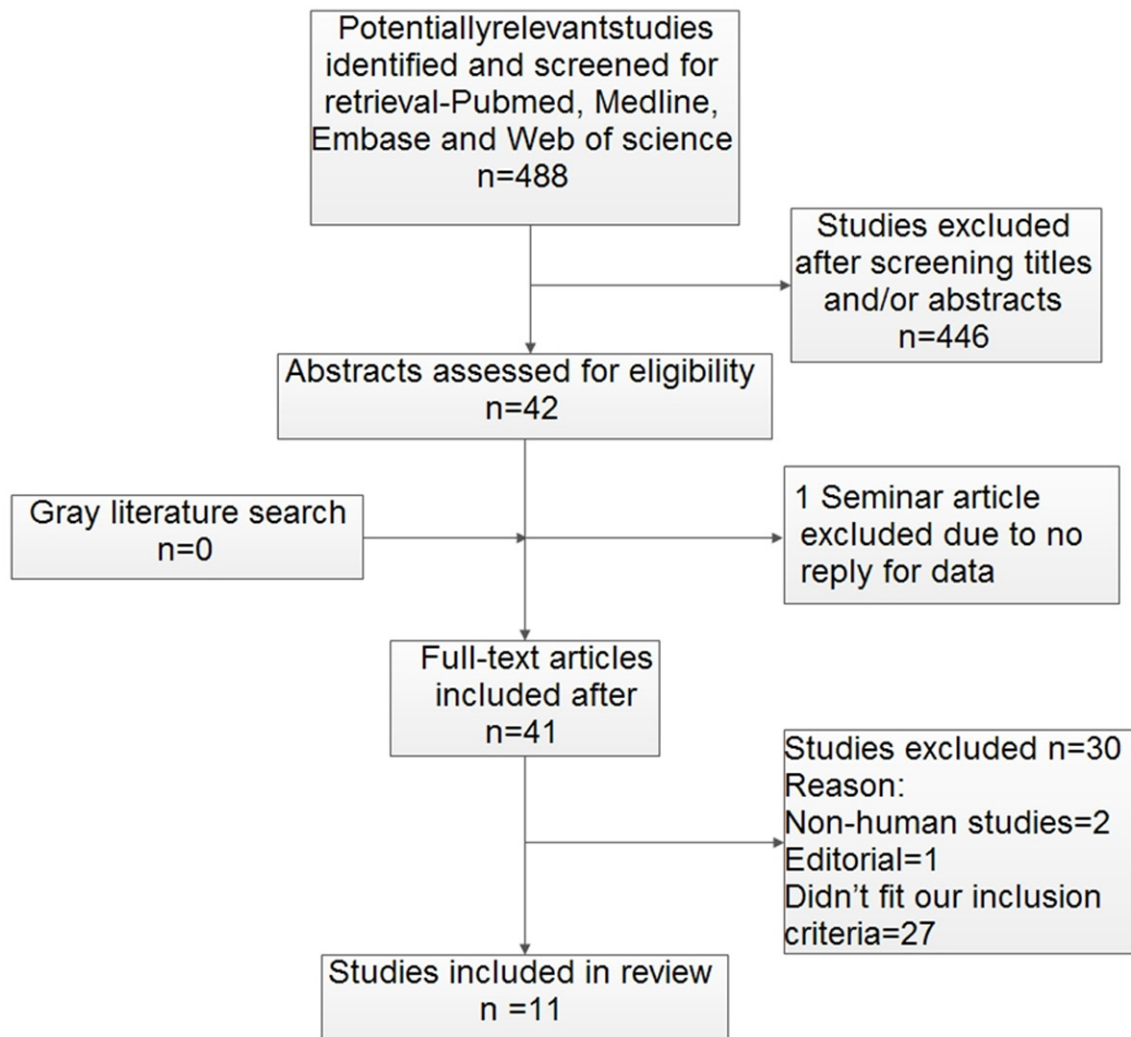 Potentiallyrelevantstudies
identified and screened for
retrieval-Pubmed, Medline,
Embase and Web of science
n=488
Studies excluded
after screening titles
and/or abstracts
n=446
Abstracts assessed for eligibility
n=42
Gray literature search
n=0
1 Seminar article
excluded due to no
reply for data
Full-text articles
included after
n=41
Studies excluded n=30
Reason:
Non-human studies=2
Editorial=1
Didn’t fit our inclusion
criteria=27
Studies included in review
n =11